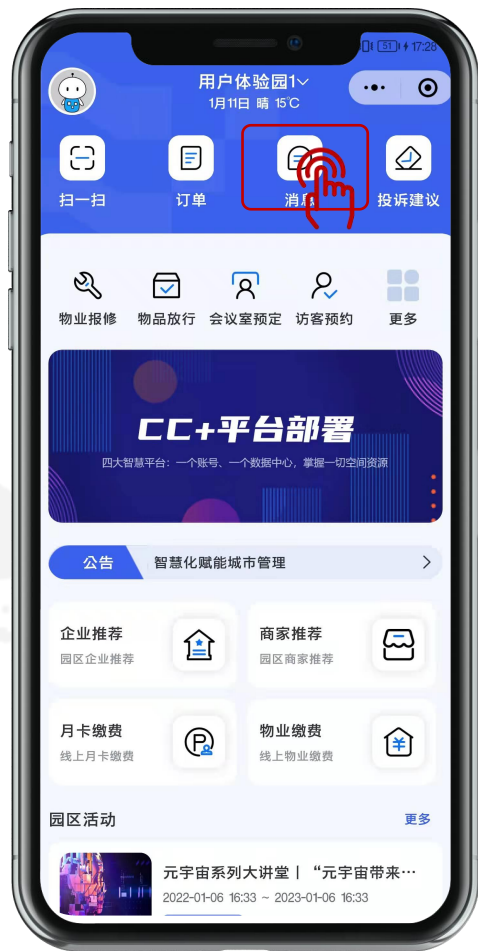 51 17:28
用户体验园1
1月11日 晴 15℃
扫一扫 订单 消息 投诉建议
物业报修 物品放行 会议室预定 访客预约 更多
CC+平台部署
四大智慧平台：一个账号、一个数据中心，掌握一切空间资源
公告 智慧化赋能城市管理
企业推荐 商家推荐
园区企业推荐 园区商家推荐
月卡缴费 物业缴费
线上月卡缴费 线上物业缴费
园区活动 更多
元宇宙系列大讲堂丨“元宇宙带来…
2022-01-06 16:33 ~ 2023-01-06 16:33